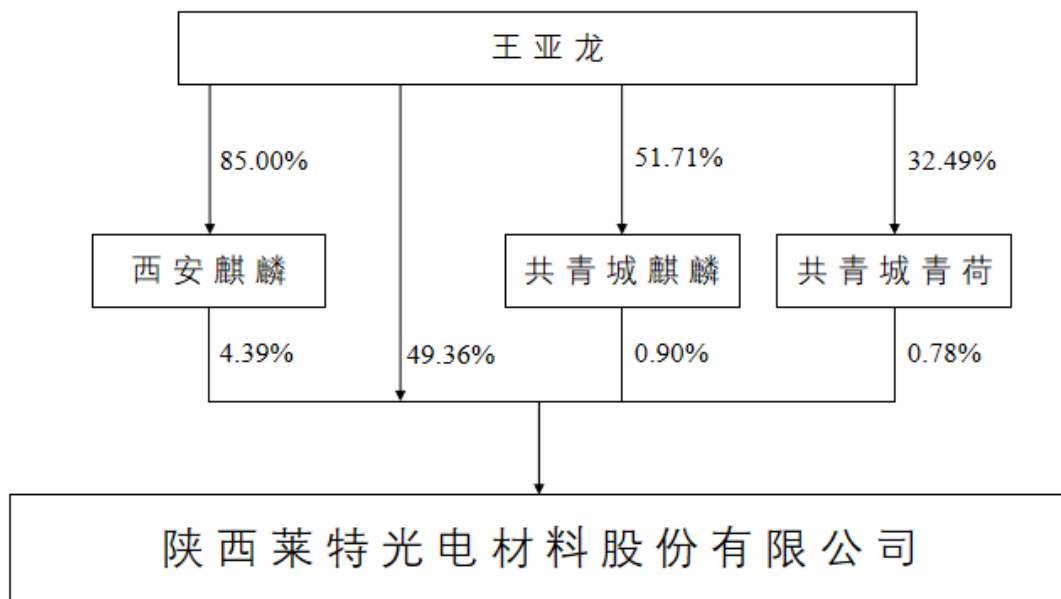 王亚龙
85.00%
51.71%
32.49%
西安麒麟
共青城麒麟
共青城青荷
4.39%
49.36%
0.90%
0.78%
陕西莱特光电材料股份有限公司